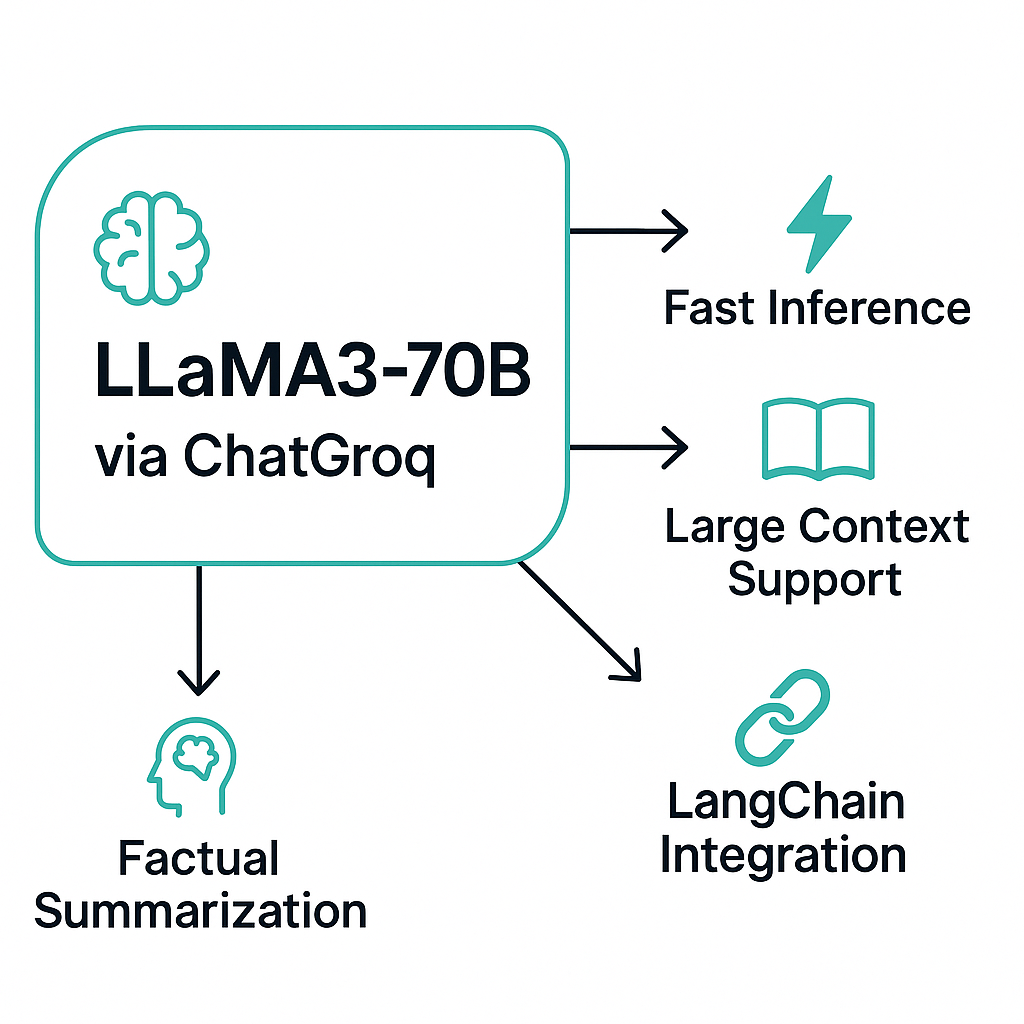 LLaMA3-70B
via ChatGroq
Fast Inference
Large Context
Support
LangChain
Integration
Factual
Summarization